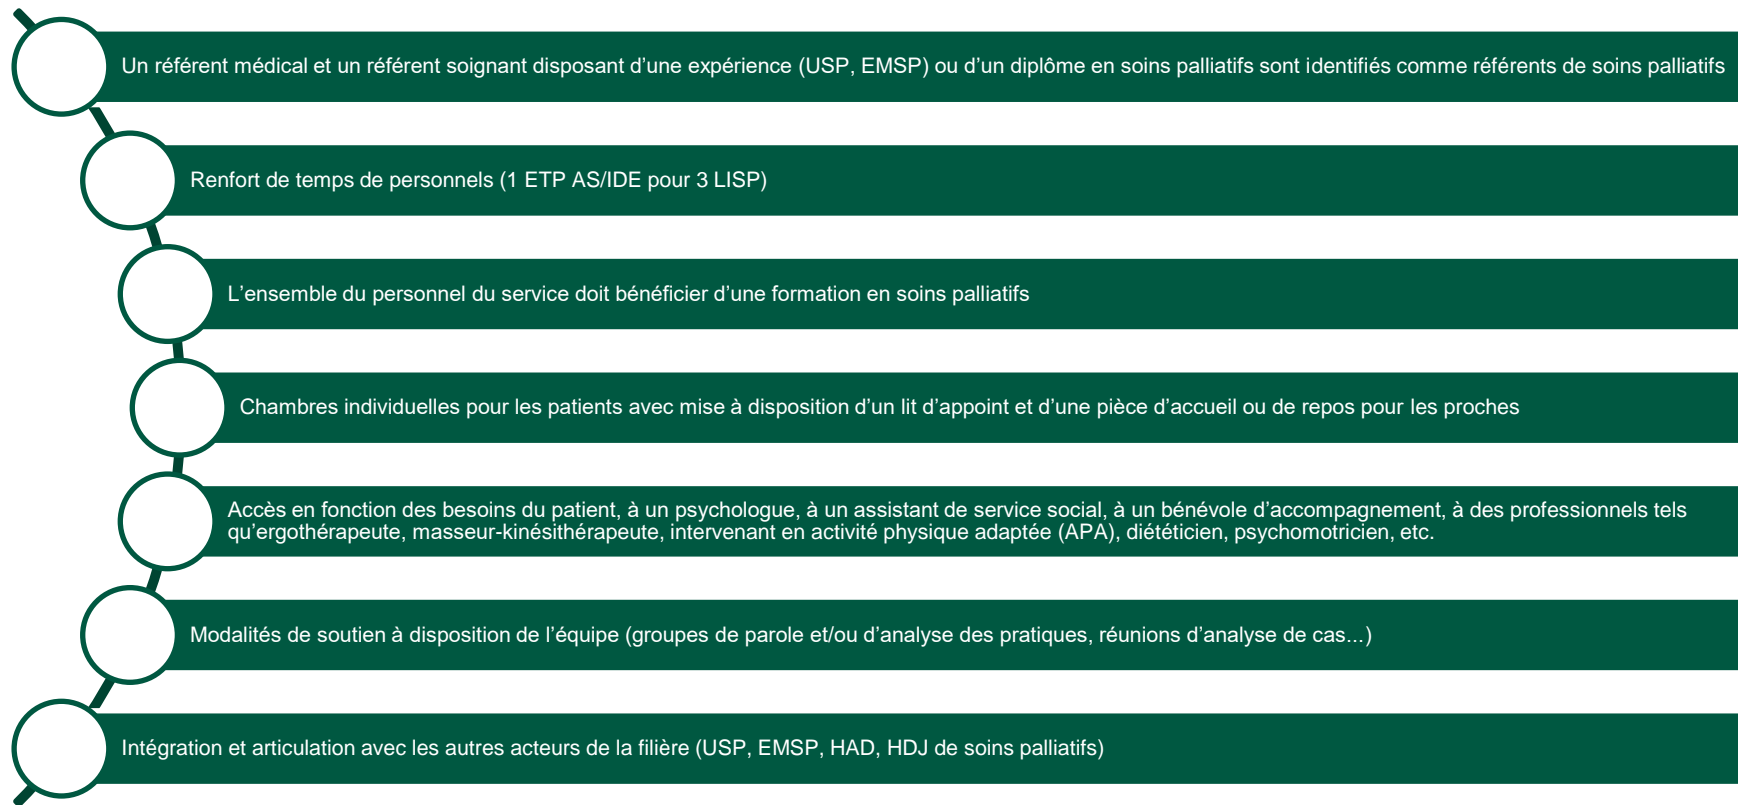 Un référent médical et un référent soignant disposant d’une expérience (USP, EMSP) ou d’un diplôme en soins palliatifs sont identifiés comme référents de soins palliatifs
Renfort de temps de personnels (1 ETP AS/IDE pour 3 LISP)
L’ensemble du personnel du service doit bénéficier d’une formation en soins palliatifs
Chambres individuelles pour les patients avec mise à disposition d’un lit d’appoint et d’une pièce d’accueil ou de repos pour les proches
Accès en fonction des besoins du patient, à un psychologue, à un assistant de service social, à un bénévole d’accompagnement, à des professionnels tels
qu’ergothérapeute, masseur-kinésithérapeute, intervenant en activité physique adaptée (APA), diététicien, psychomotricien, etc.
Modalités de soutien à disposition de l’équipe (groupes de parole et/ou d’analyse des pratiques, réunions d’analyse de cas...)
Intégration et articulation avec les autres acteurs de la filière (USP, EMSP, HAD, HDJ de soins palliatifs)